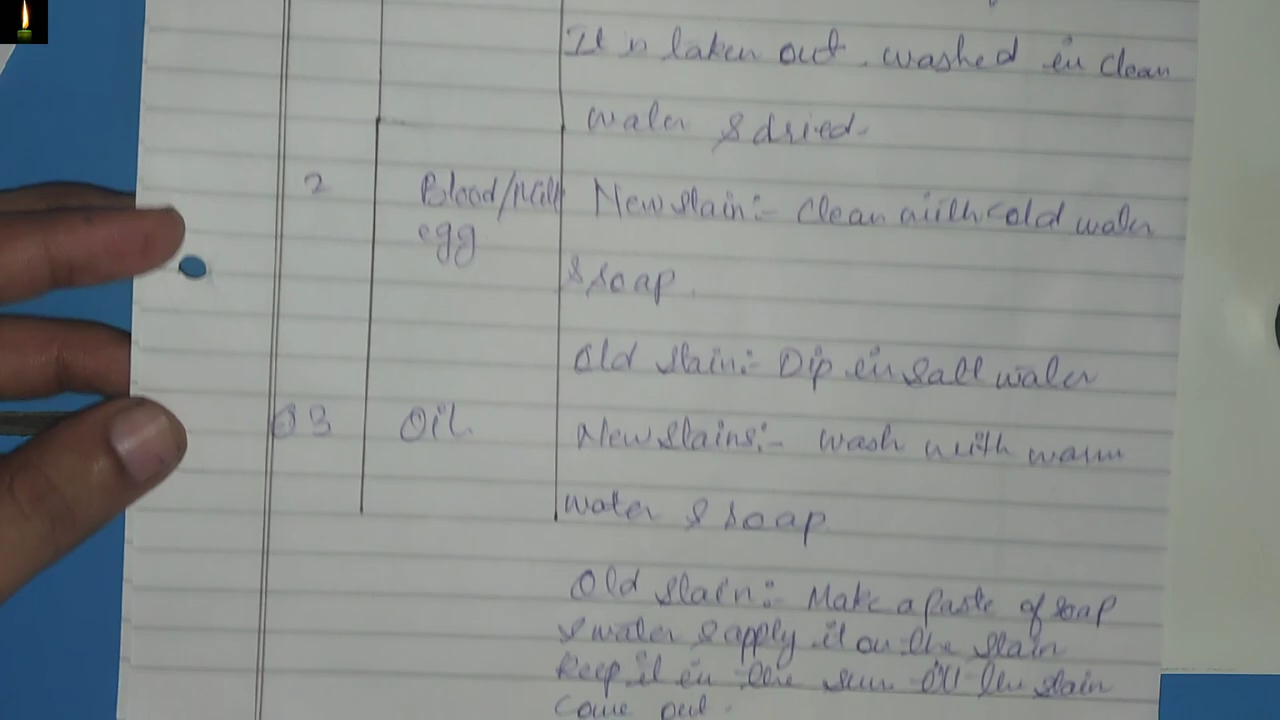 It is taken out. washed in clean
water & dried.
2 Blood/milk New stain:- Clean with cold water
egg
& soap.
Old stain:- Dip in salt water
03 Oil. New stains:- wash with warm
water & soap
Old stain:- Make a paste of soap
& water & apply it on the stain
keep it in the sun till the stain
come out.